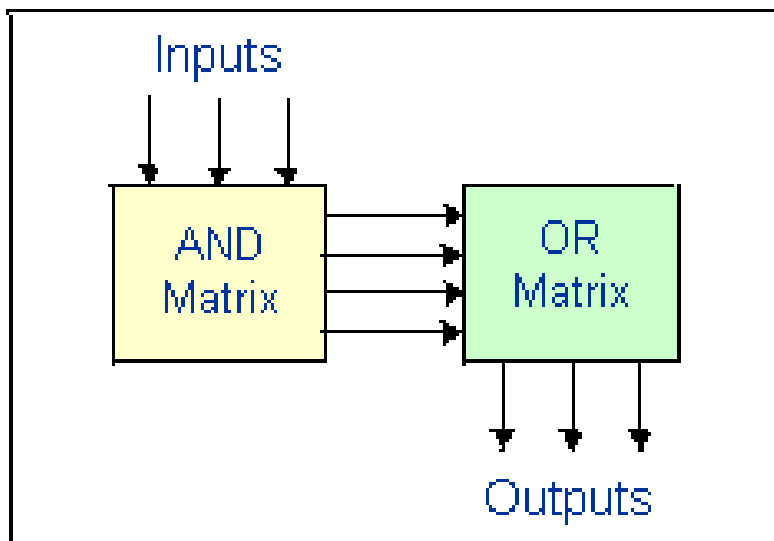 Inputs
AND
Matrix
OR
Matrix
Outputs